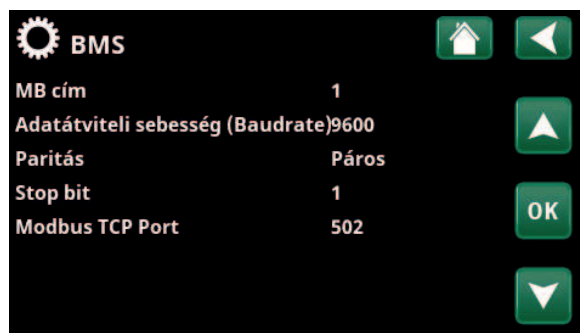 BMS
MB cím 1
Adatátviteli sebesség (Baudrate)9600
Paritás Páros
Stop bit 1
OK
Modbus TCP Port 502